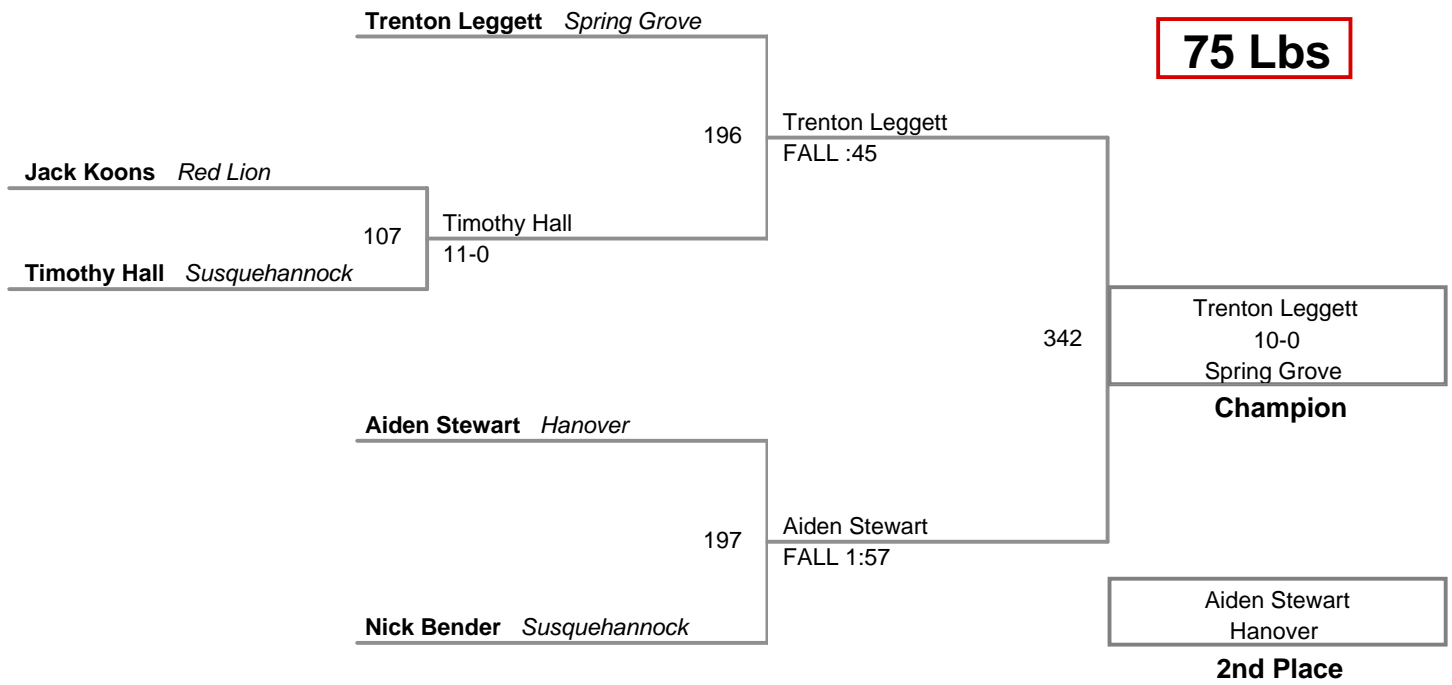 Trenton Leggett Spring Grove
75 Lbs
196
Trenton Leggett
FALL :45
Jack Koons Red Lion
107
Timothy Hall
11-0
Timothy Hall Susquehannock
342
Trenton Leggett
10-0
Spring Grove
Champion
Aiden Stewart Hanover
197
Aiden Stewart
FALL 1:57
Nick Bender Susquehannock
Aiden Stewart
Hanover
2nd Place